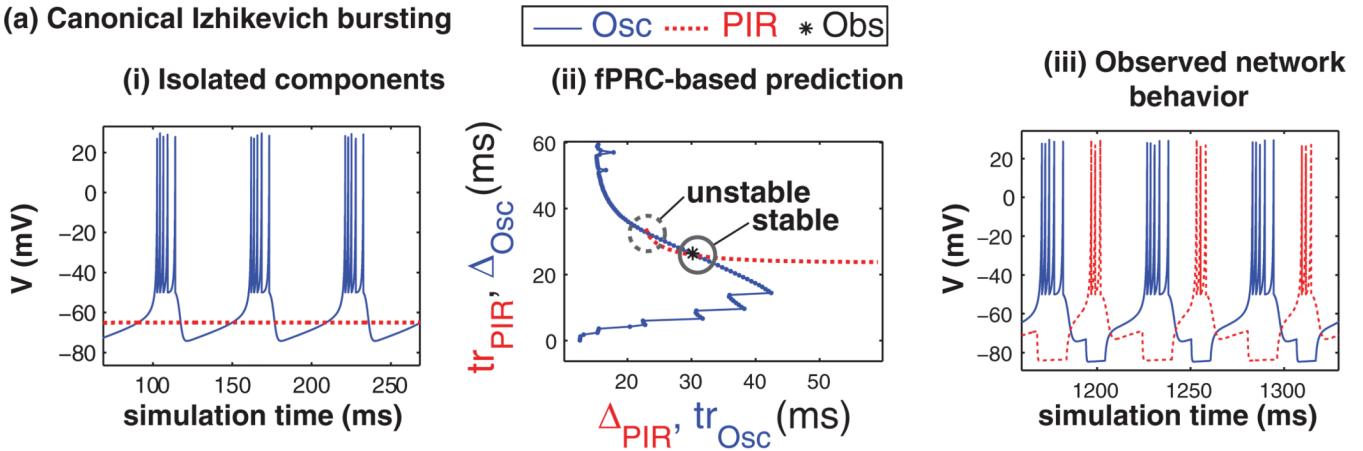 (a) Canonical Izhikevich bursting
Osc PIR * Obs
(i) Isolated components
20
0
−20
−40
−60
−80
V (mV)
100 150 200 250
simulation time (ms)
(ii) fPRC-based prediction
60
40
20
0
tr_PIR, Δ_Osc (ms)
unstable
stable
20 30 40 50
Δ_PIR, tr_Osc (ms)
(iii) Observed network
behavior
20
0
−20
−40
−60
−80
V (mV)
1200 1250 1300
simulation time (ms)